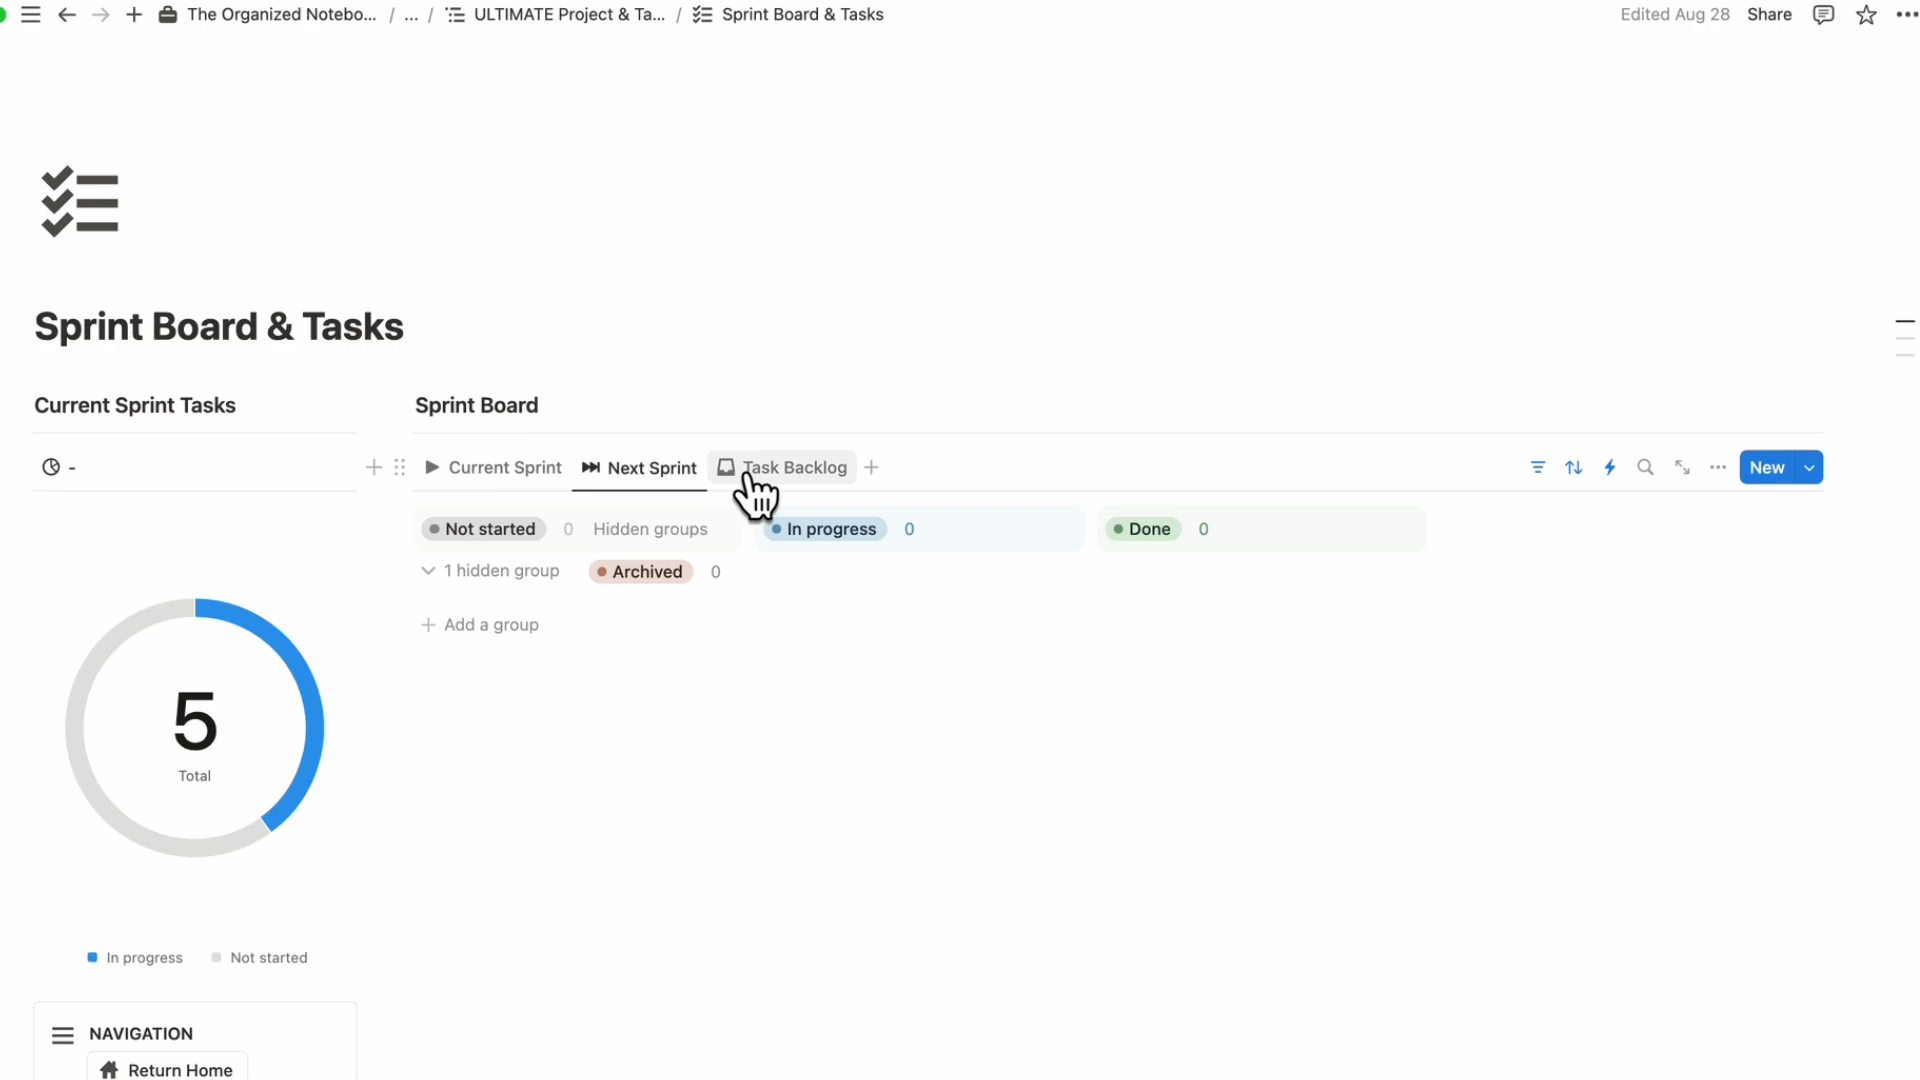 The Organized Notebo... / ... / ULTIMATE Project & Ta... / Sprint Board & Tasks
Edited Aug 28 Share
Sprint Board & Tasks
Current Sprint Tasks
Sprint Board
-
Current Sprint Next Sprint Task Backlog
New
Not started 0 Hidden groups In progress 0 Done 0
1 hidden group Archived 0
Add a group
5
Total
In progress Not started
NAVIGATION
Return Home